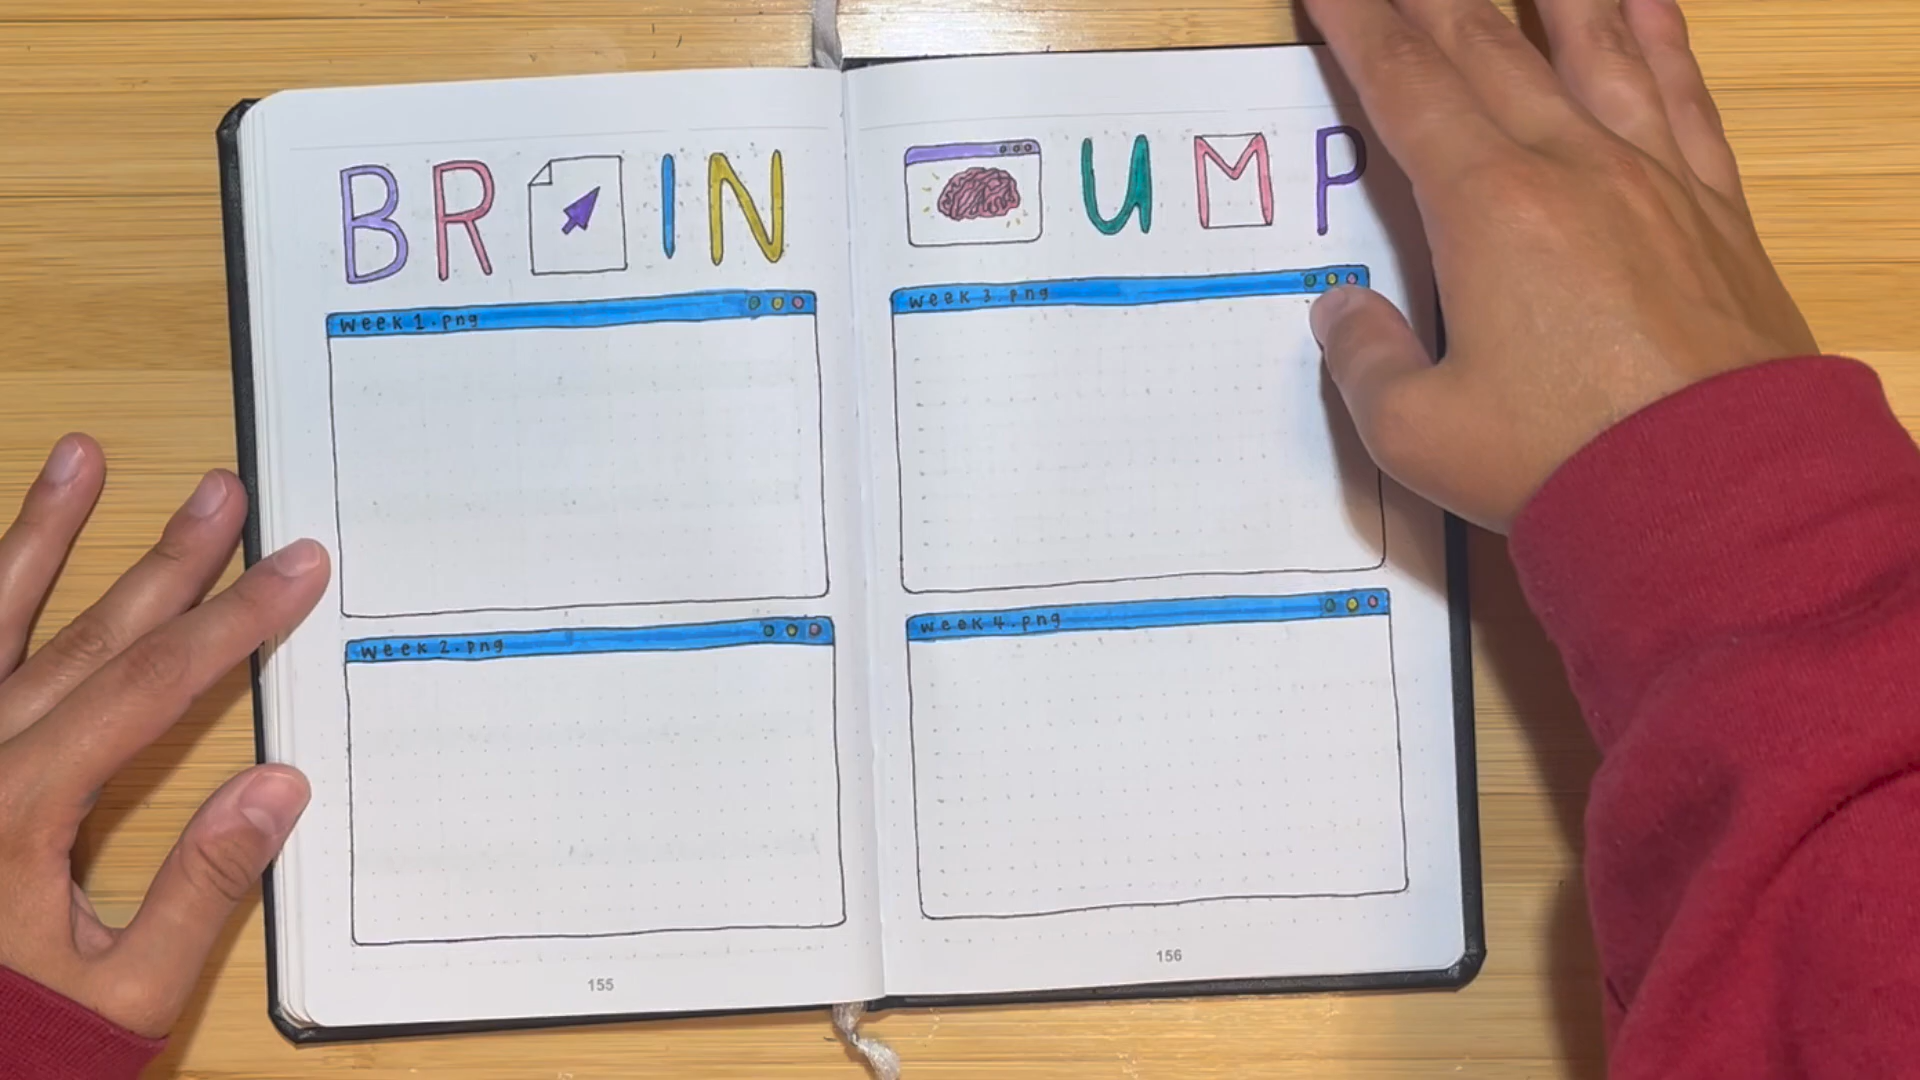 BR IN
UMP
week 1.png
week 2.png
155
week 3.png
week 4.png
156